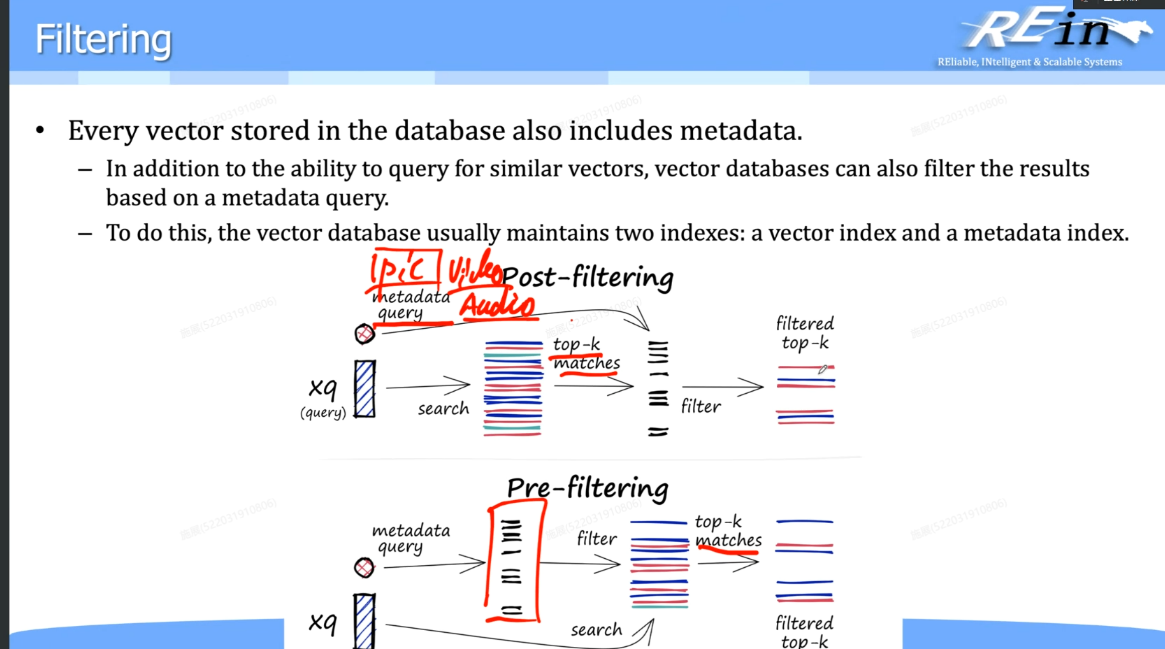 Filtering
REin
REliable, INtelligent & Scalable Systems
• Every vector stored in the database also includes metadata.
– In addition to the ability to query for similar vectors, vector databases can also filter the results
based on a metadata query.
– To do this, the vector database usually maintains two indexes: a vector index and a metadata index.
pic Video
Audio
Post-filtering
metadata
query
xq
(query)
search
top-k
matches
filter
filtered
top-k
Pre-filtering
metadata
query
filter
top-k
matches
xq
search
filtered
top-k